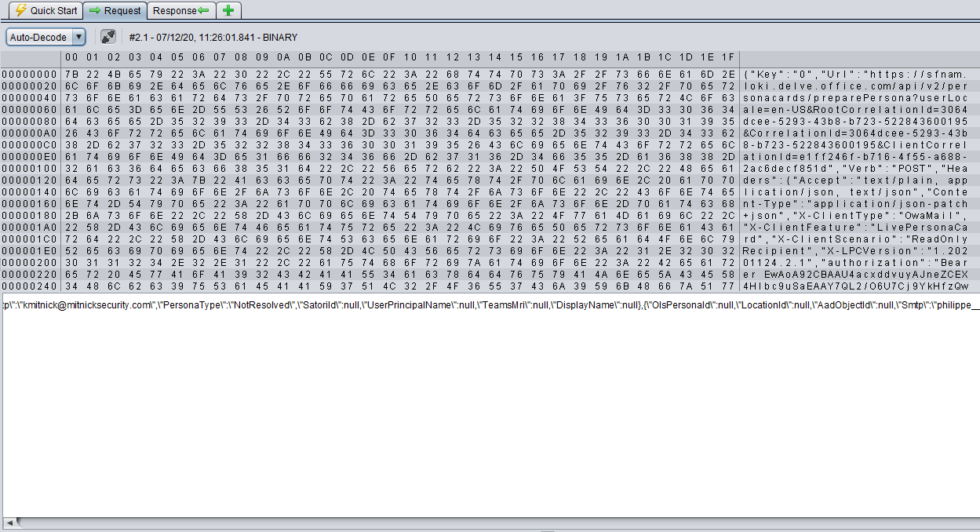 Quick Start Request Response
Auto-Decode #2.1 - 07/12/20, 11:26:01.841 - BINARY
00 01 02 03 04 05 06 07 08 09 0A 0B 0C 0D 0E 0F 10 11 12 13 14 15 16 17 18 19 1A 1B 1C 1D 1E 1F
00000000 7B 22 4B 65 79 22 3A 22 30 22 2C 22 55 72 6C 22 3A 22 68 74 74 70 73 3A 2F 2F 73 66 6E 61 6D 2E {"Key":"0","Url":"https://sfnam.
00000020 6C 6F 6B 69 2E 64 65 6C 76 65 2E 6F 66 66 69 63 65 2E 63 6F 6D 2F 61 70 69 2F 76 32 2F 70 65 72 loki.delve.office.com/api/v2/per
00000040 73 6F 6E 61 63 61 72 64 73 2F 70 72 65 70 61 72 65 50 65 72 73 6F 6E 61 3F 75 73 65 72 4C 6F 63 sonacards/preparePersona?userLoc
00000060 61 6C 65 3D 65 6E 2D 55 53 26 52 6F 6F 74 43 6F 72 72 65 6C 61 74 69 6F 6E 49 64 3D 33 30 36 34 ale=en-US&RootCorrelationId=3064
00000080 64 63 65 65 2D 35 32 39 33 2D 34 33 62 38 2D 62 37 32 33 2D 35 32 32 38 34 33 36 30 30 31 39 35 dcee-5293-43b8-b723-522843600195
000000A0 26 43 6F 72 72 65 6C 61 74 69 6F 6E 49 64 3D 33 30 36 34 64 63 65 65 2D 35 32 39 33 2D 34 33 62 &CorrelationId=3064dcee-5293-43b
000000C0 38 2D 62 37 32 33 2D 35 32 32 38 34 33 36 30 30 31 39 35 26 43 6C 69 65 6E 74 43 6F 72 72 65 6C 8-b723-522843600195&ClientCorrel
000000E0 61 74 69 6F 6E 49 64 3D 65 31 66 66 32 34 36 66 2D 62 37 31 36 2D 34 66 35 35 2D 61 36 38 38 2D ationId=e1ff246f-b716-4f55-a688-
00000100 32 61 63 36 64 65 63 66 38 35 31 64 22 2C 22 56 65 72 62 22 3A 22 50 4F 53 54 22 2C 22 48 65 61 2ac6decf851d","Verb":"POST","Hea
00000120 64 65 72 73 22 3A 7B 22 41 63 63 65 70 74 22 3A 22 74 65 78 74 2F 70 6C 61 69 6E 2C 20 61 70 70 ders":{"Accept":"text/plain, app
00000140 6C 69 63 61 74 69 6F 6E 2F 6A 73 6F 6E 2C 20 74 65 78 74 2F 6A 73 6F 6E 22 2C 22 43 6F 6E 74 65 lication/json, text/json","Conte
00000160 6E 74 2D 54 79 70 65 22 3A 22 61 70 70 6C 69 63 61 74 69 6F 6E 2F 6A 73 6F 6E 2D 70 61 74 63 68 nt-Type":"application/json-patch
00000180 2B 6A 73 6F 6E 22 2C 22 58 2D 43 6C 69 65 6E 74 54 79 70 65 22 3A 22 4F 77 61 4D 61 69 6C 22 2C +json","X-ClientType":"OwaMail",
000001A0 22 58 2D 43 6C 69 65 6E 74 46 65 61 74 75 72 65 22 3A 22 4C 69 76 65 50 65 72 73 6F 6E 61 43 61 "X-ClientFeature":"LivePersonaCa
000001C0 72 64 22 2C 22 58 2D 43 6C 69 65 6E 74 53 63 65 6E 61 72 69 6F 22 3A 22 52 65 61 64 4F 6E 6C 79 rd","X-ClientScenario":"ReadOnly
000001E0 52 65 63 69 70 69 65 6E 74 22 2C 22 58 2D 4C 50 43 56 65 72 73 69 6F 6E 22 3A 22 31 2E 32 30 32 Recipient","X-LPCVersion":"1.202
00000200 30 31 31 32 34 2E 32 2E 31 22 2C 22 61 75 74 68 6F 72 69 7A 61 74 69 6F 6E 22 3A 22 42 65 61 72 01124.2.1","authorization":"Bear
00000220 65 72 20 45 77 41 6F 41 39 32 43 42 41 41 55 34 61 63 78 64 64 76 75 79 41 4A 6E 65 5A 43 45 58 er EwAoA92CBAAU4acxddvuyAJneZCEX
00000240 34 48 6C 62 63 39 75 53 61 45 41 41 59 37 51 4C 32 2F 4F 36 55 37 43 6A 39 59 6B 48 66 7A 51 77 4Hlbc9uSaEAAY7QL2/O6U7Cj9YkHfzQw
:p\":\"kmitnick@mitnicksecurity.com\",\"PersonaType\":\"NotResolved\",\"SatoriId\":null,\"UserPrincipalName\":null,\"TeamsMri\":null,\"DisplayName\":null},{\"OlsPersonaId\":null,\"LocationId\":null,\"AadObjectId\":null,\"Smtp\":\"philippe__